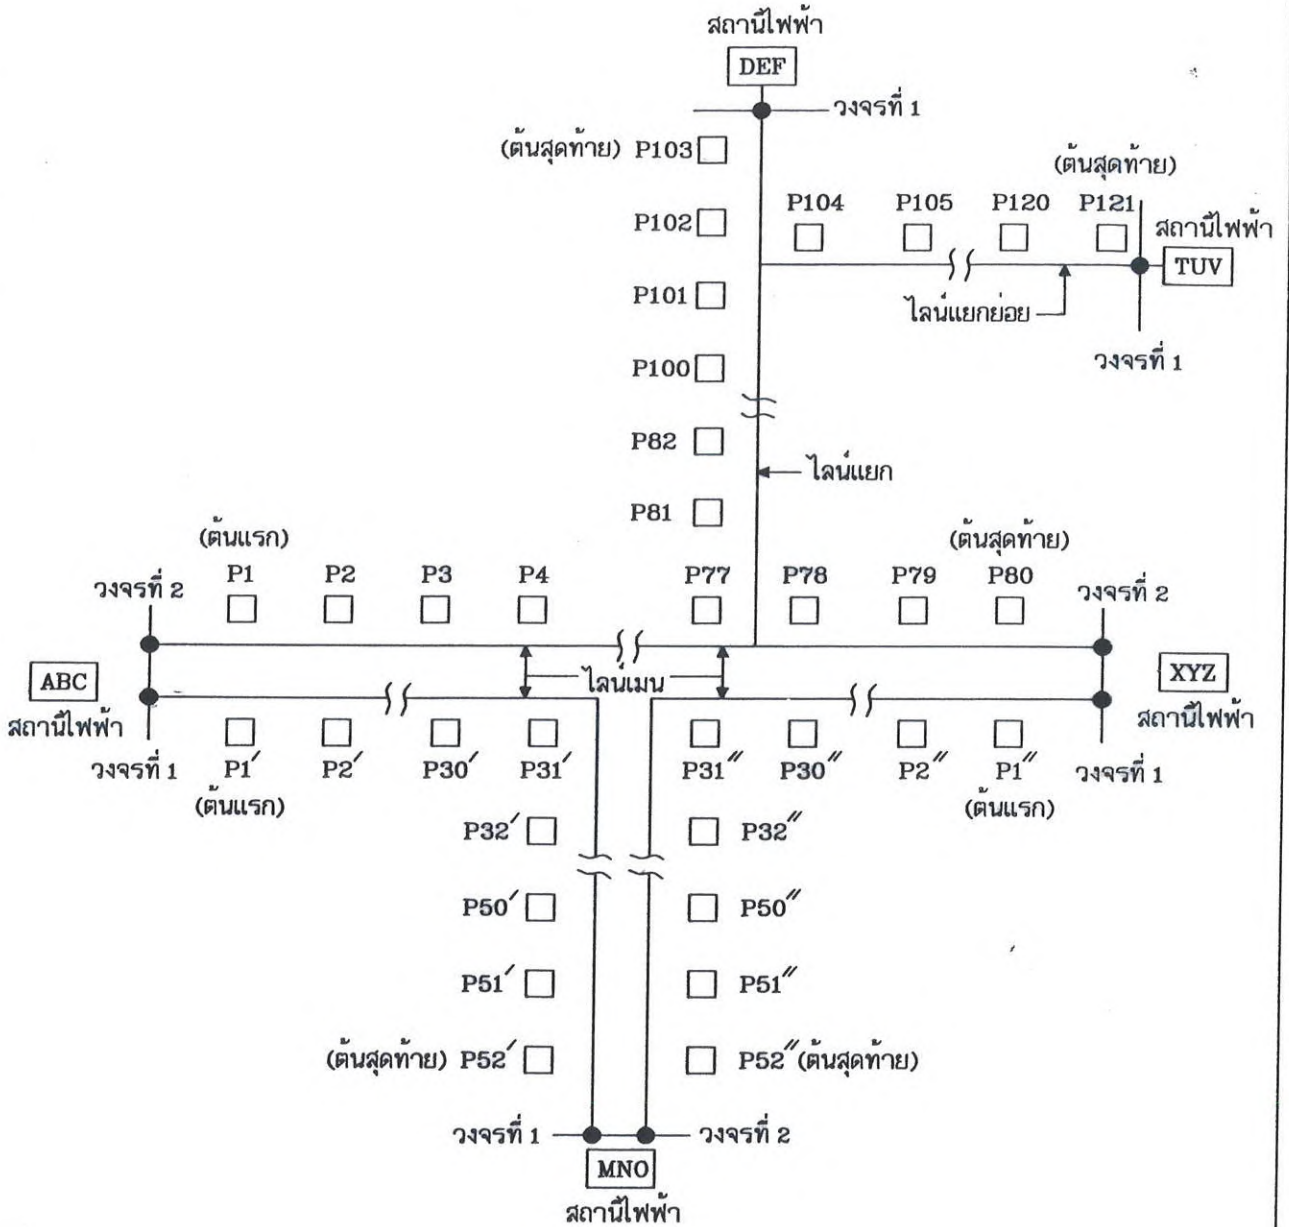 สถานีไฟฟ้า
DEF
วงจรที่ 1
(ต้นสุดท้าย) P103
(ต้นสุดท้าย)
P102
P104 P105 P120 P121
สถานีไฟฟ้า
TUV
P101
ไลน์แยกย่อย
วงจรที่ 1
P100
P82
ไลน์แยก
P81
(ต้นแรก)
(ต้นสุดท้าย)
วงจรที่ 2
P1 P2 P3 P4 P77 P78 P79 P80
วงจรที่ 2
ABC
ไลน์เมน
XYZ
สถานีไฟฟ้า
สถานีไฟฟ้า
วงจรที่ 1
P1′ P2′ P30′ P31′ P31″ P30″ P2″ P1″
วงจรที่ 1
(ต้นแรก)
(ต้นแรก)
P32′ P32″
P50′ P50″
P51′ P51″
(ต้นสุดท้าย) P52′ P52″ (ต้นสุดท้าย)
วงจรที่ 1 วงจรที่ 2
MNO
สถานีไฟฟ้า